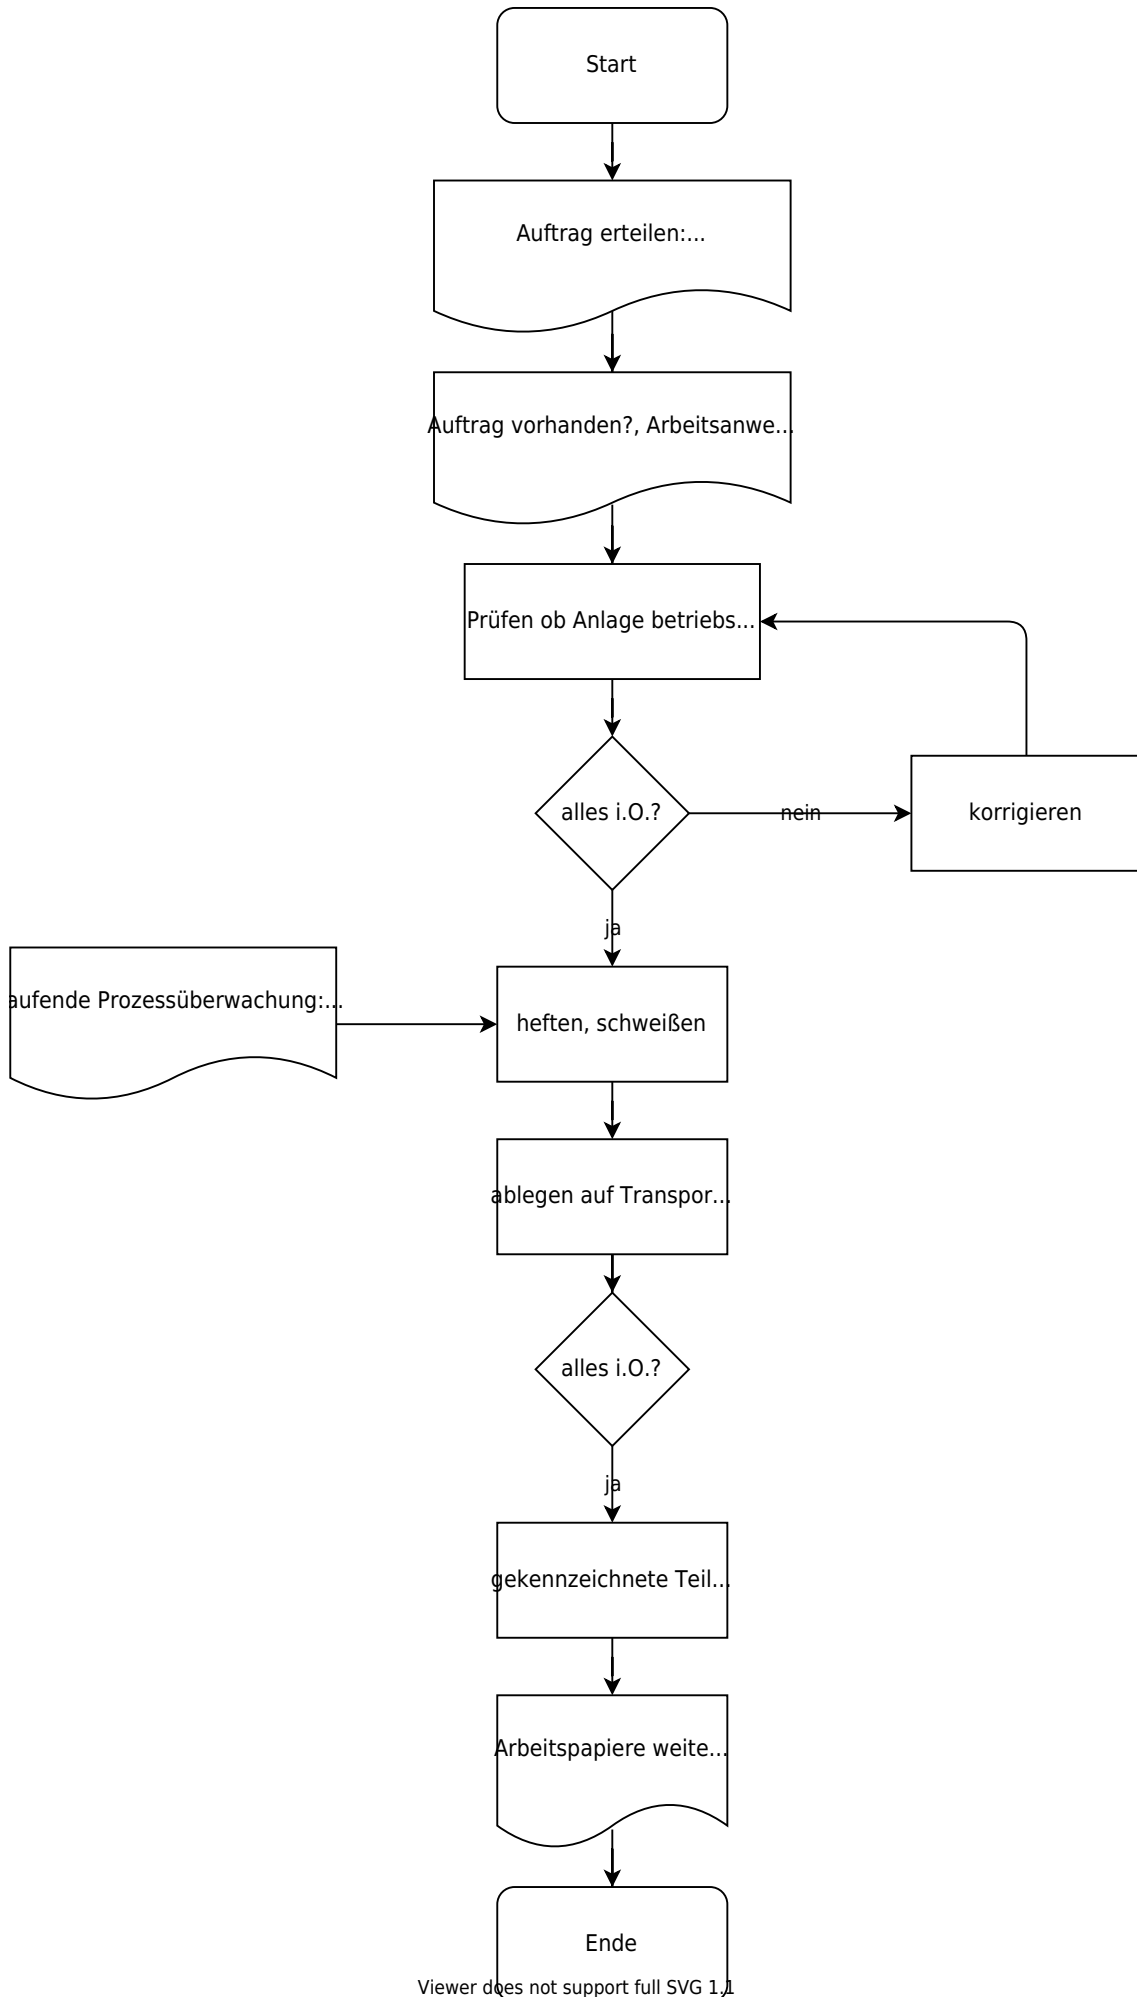 Start
Auftrag erteilen:...
Auftrag vorhanden?, Arbeitsanwe...
Prüfen ob Anlage betriebs...
alles i.O.?
nein
korrigieren
ja
aufende Prozessüberwachung:...
heften, schweißen
ablegen auf Transpor...
alles i.O.?
ja
gekennzeichnete Teil...
Arbeitspapiere weite...
Ende
Viewer does not support full SVG 1.1